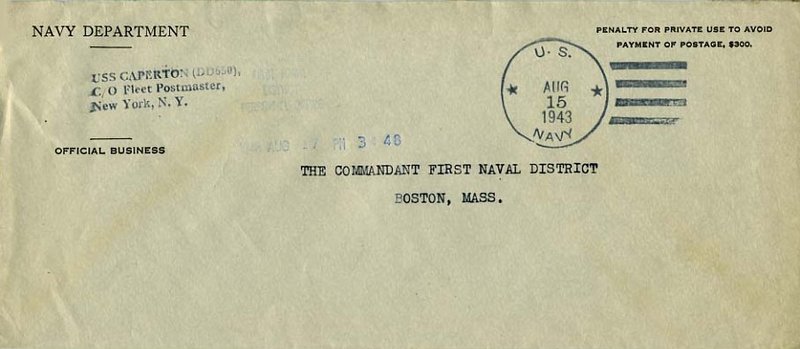 NAVY DEPARTMENT
PENALTY FOR PRIVATE USE TO AVOID
PAYMENT OF POSTAGE, $300.
USS CAPERTON (DD650),
C/O Fleet Postmaster,
New York, N. Y.
U. S.
AUG
15
1943
NAVY
OFFICIAL BUSINESS
AUG 17 PM 3 48
THE COMMANDANT FIRST NAVAL DISTRICT
BOSTON, MASS.